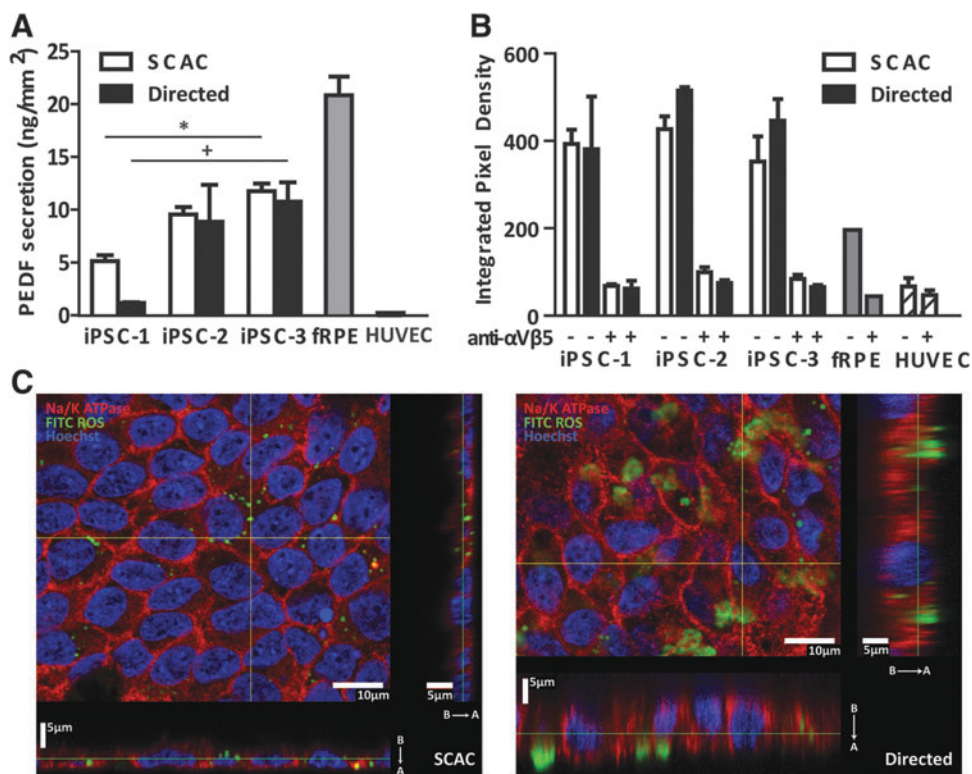 A
PEDF secretion (ng/mm²)
25
20
15
10
5
0
SCAC
Directed
*
+
iPSC-1 iPSC-2 iPSC-3 fRPE HUVEC
B
Integrated Pixel Density
600
400
200
0
SCAC
Directed
anti-αVβ5 - - + + - - + + - - + + - + - +
iPSC-1 iPSC-2 iPSC-3 fRPE HUVEC
C
Na/K ATPase
FITC ROS
Hoechst
10µm
5µm
B → A
5µm
B → A
SCAC
Na/K ATPase
FITC ROS
Hoechst
10µm
5µm
B → A
5µm
B → A
Directed